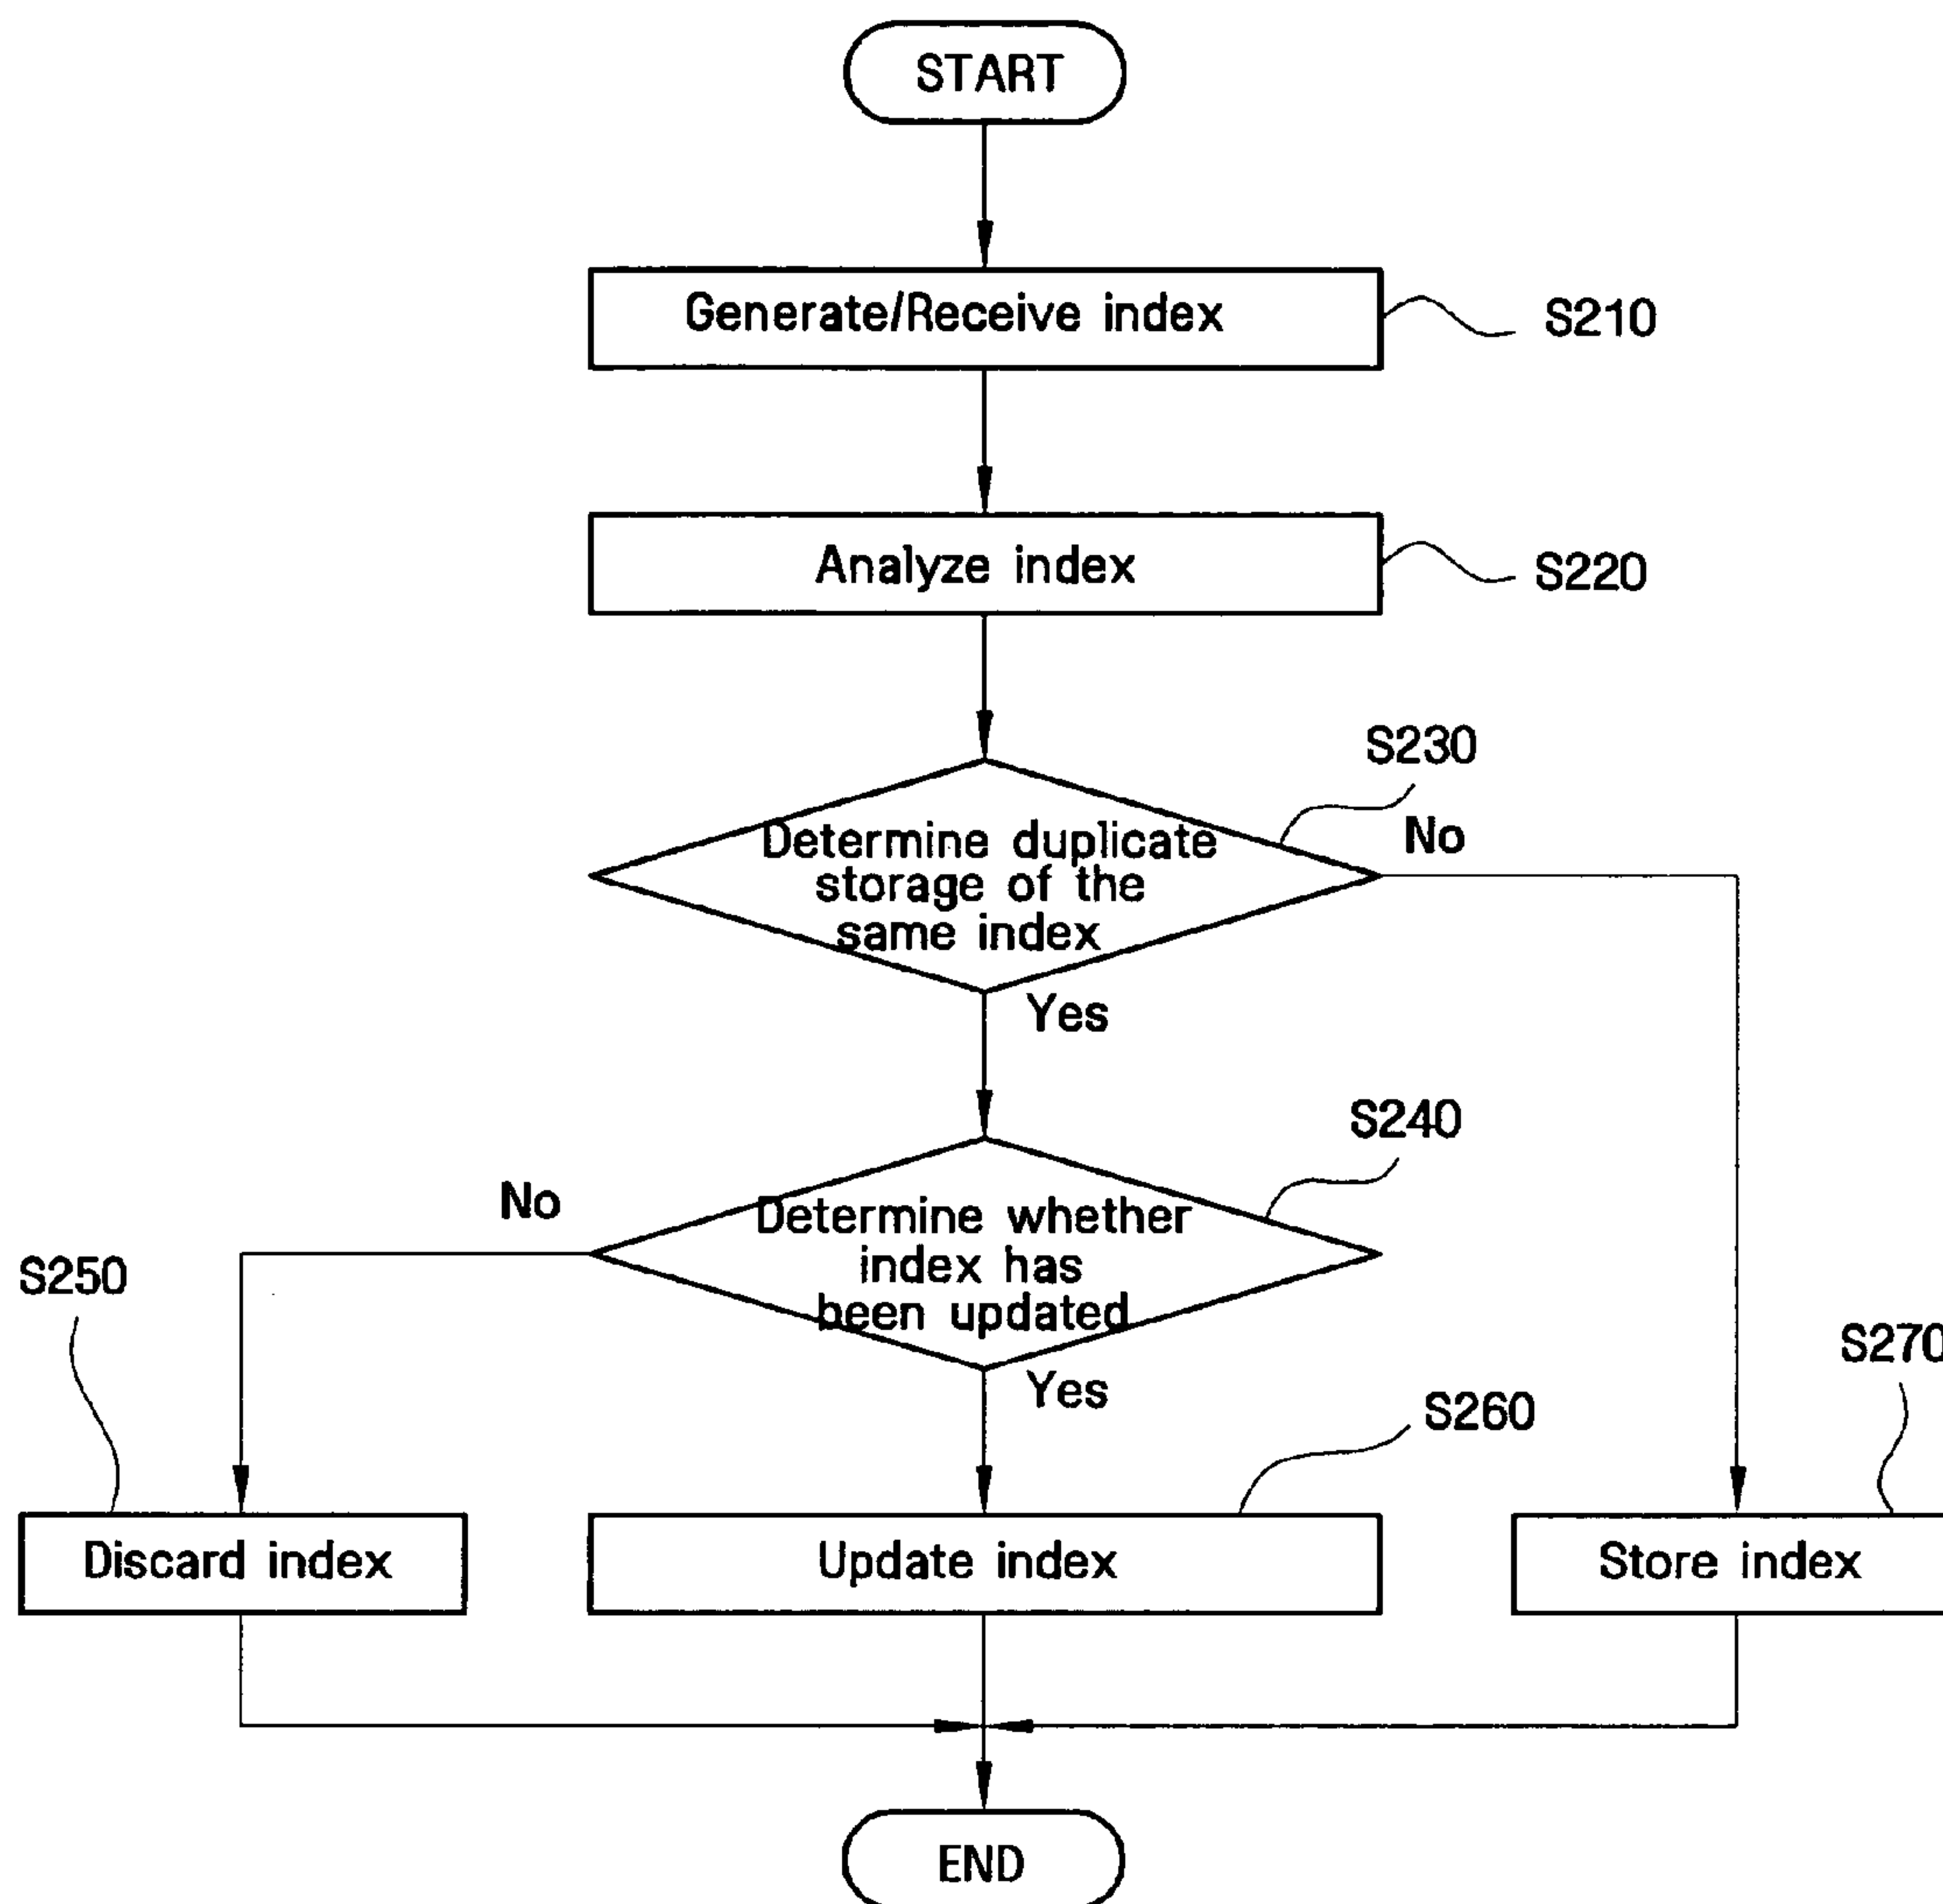 START
Generate/Receive index
S210
Analyze index
S220
S230
Determine duplicate
storage of the
same index
No
Yes
S240
Determine whether
index has
been updated
No
Yes
S250
S260
S270
Discard index
Update index
Store index
END